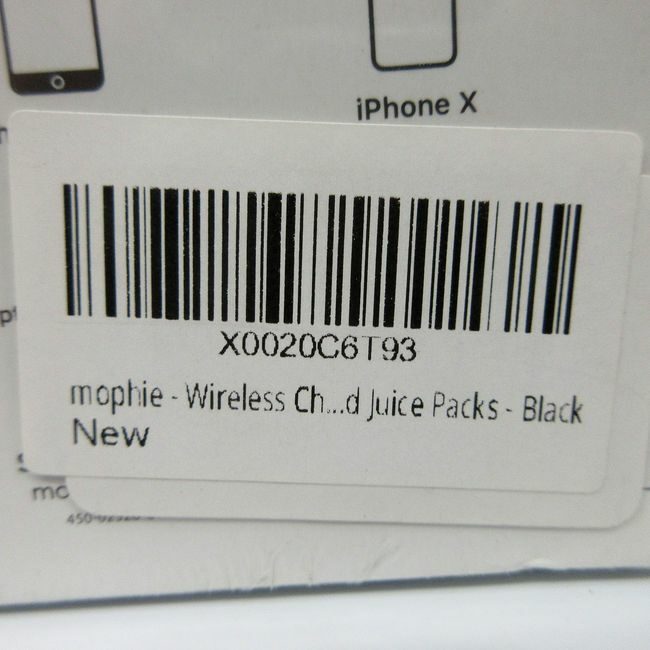 iPhone X
X0020C6T93
mophie - Wireless Ch...d Juice Packs - Black
New